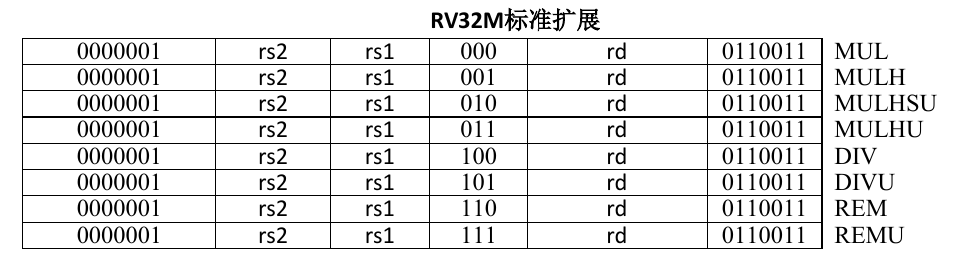 RV32M标准扩展
0000001 rs2 rs1 000 rd 0110011 MUL
0000001 rs2 rs1 001 rd 0110011 MULH
0000001 rs2 rs1 010 rd 0110011 MULHSU
0000001 rs2 rs1 011 rd 0110011 MULHU
0000001 rs2 rs1 100 rd 0110011 DIV
0000001 rs2 rs1 101 rd 0110011 DIVU
0000001 rs2 rs1 110 rd 0110011 REM
0000001 rs2 rs1 111 rd 0110011 REMU